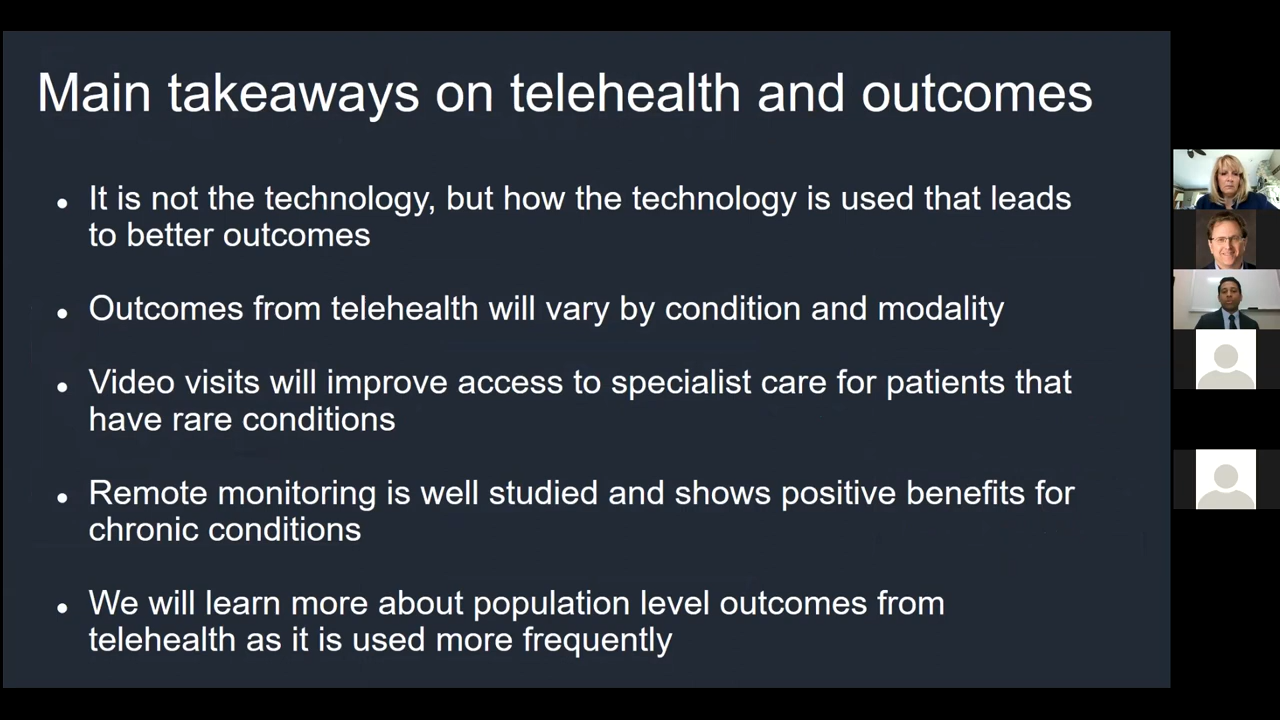 Main takeaways on telehealth and outcomes
It is not the technology, but how the technology is used that leads
to better outcomes
Outcomes from telehealth will vary by condition and modality
Video visits will improve access to specialist care for patients that
have rare conditions
Remote monitoring is well studied and shows positive benefits for
chronic conditions
We will learn more about population level outcomes from
telehealth as it is used more frequently